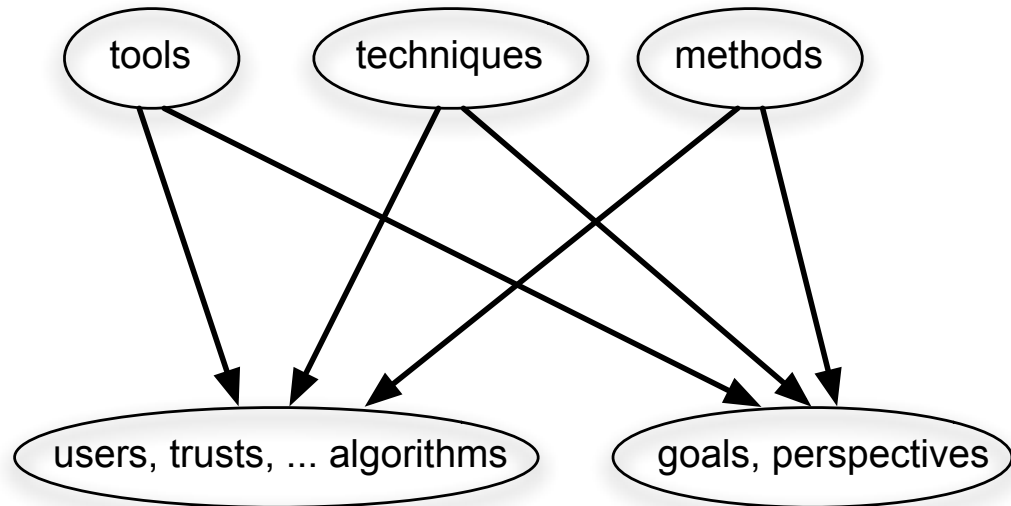 tools
techniques
methods
users, trusts, ... algorithms
goals, perspectives